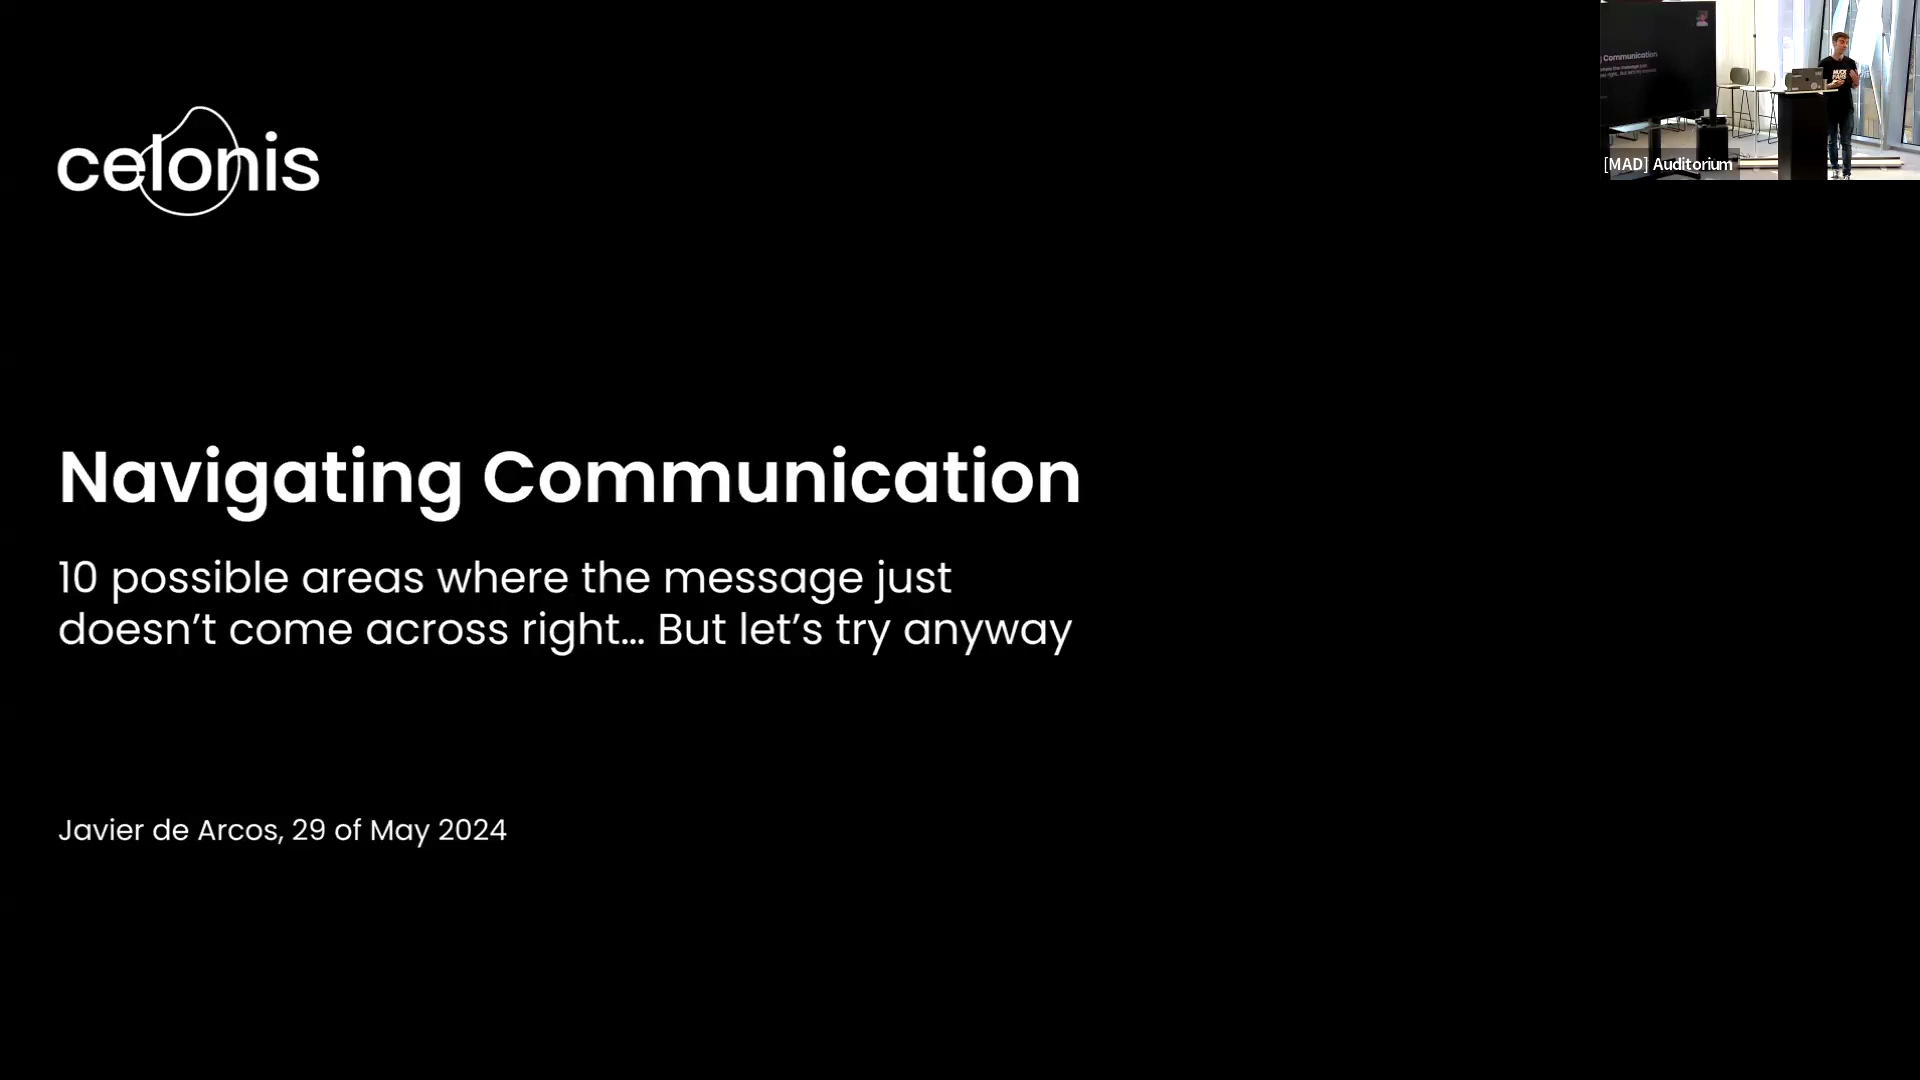 celonis
Navigating Communication
10 possible areas where the message just
doesn’t come across right... But let’s try anyway
Javier de Arcos, 29 of May 2024
Communication
[MAD] Auditorium